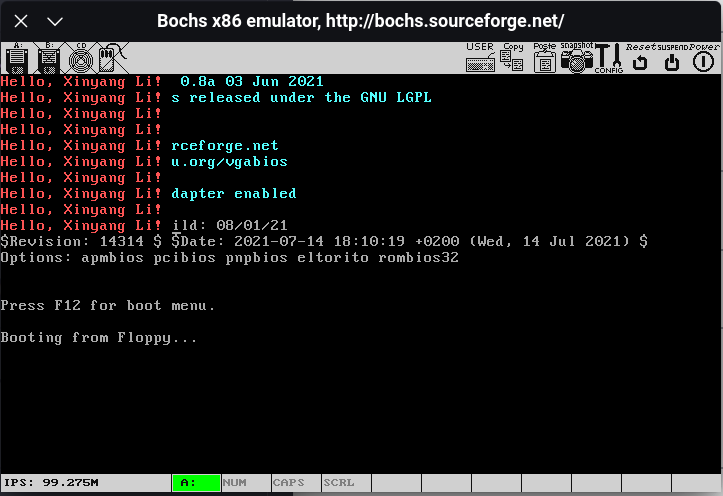 Bochs x86 emulator, http://bochs.sourceforge.net/
A: B: CD USER Copy Paste snapshot CONFIG Reset SUSPEND Power
Hello, Xinyang Li!  0.8a 03 Jun 2021
Hello, Xinyang Li! s released under the GNU LGPL
Hello, Xinyang Li!
Hello, Xinyang Li!
Hello, Xinyang Li! rceforge.net
Hello, Xinyang Li! u.org/vgabios
Hello, Xinyang Li!
Hello, Xinyang Li! dapter enabled
Hello, Xinyang Li!
Hello, Xinyang Li! ild: 08/01/21
$Revision: 14314 $ $Date: 2021-07-14 18:10:19 +0200 (Wed, 14 Jul 2021) $
Options: apmbios pcibios pnpbios eltorito rombios32
Press F12 for boot menu.
Booting from Floppy...
IPS: 99.275M A: NUM CAPS SCRL